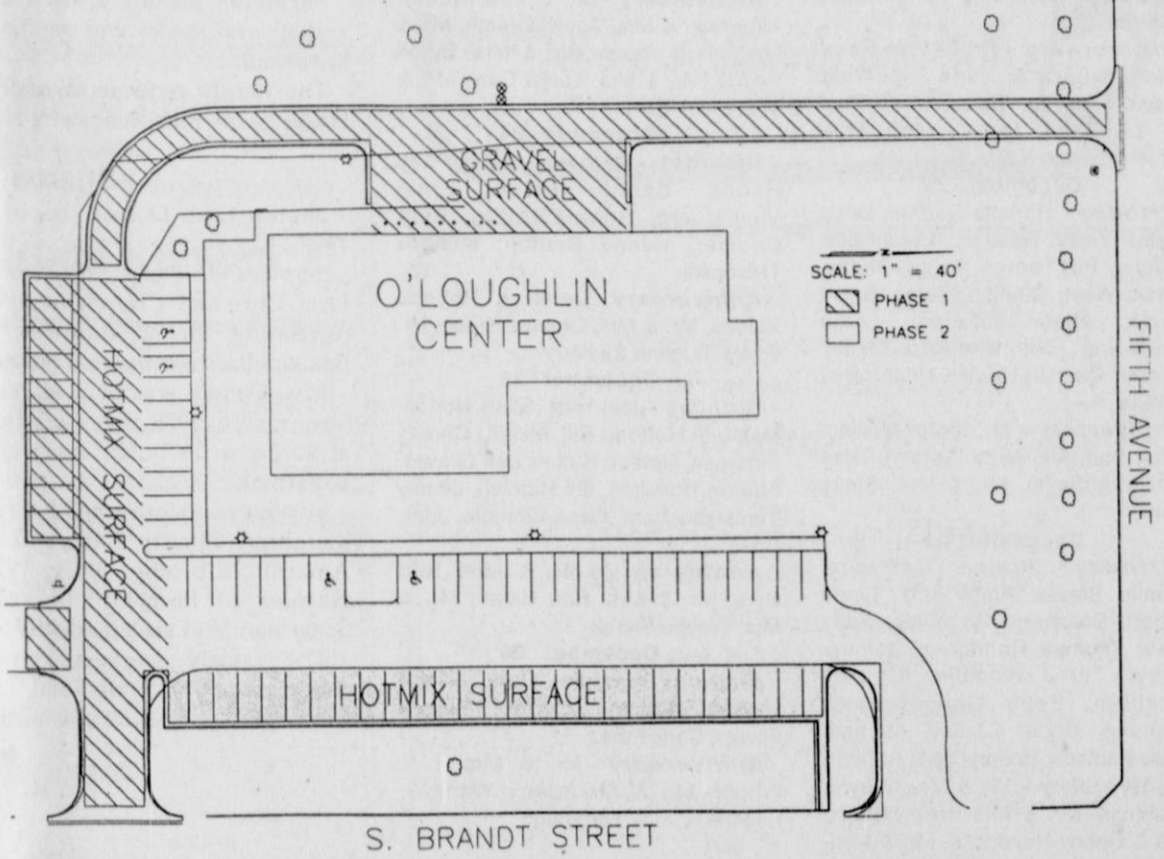 GRAVEL
SURFACE
O'LOUGHLIN
CENTER
SCALE: 1" = 40'
PHASE 1
PHASE 2
FIFTH AVENUE
HOTMIX SURFACE
HOTMIX SURFACE
S. BRANDT STREET